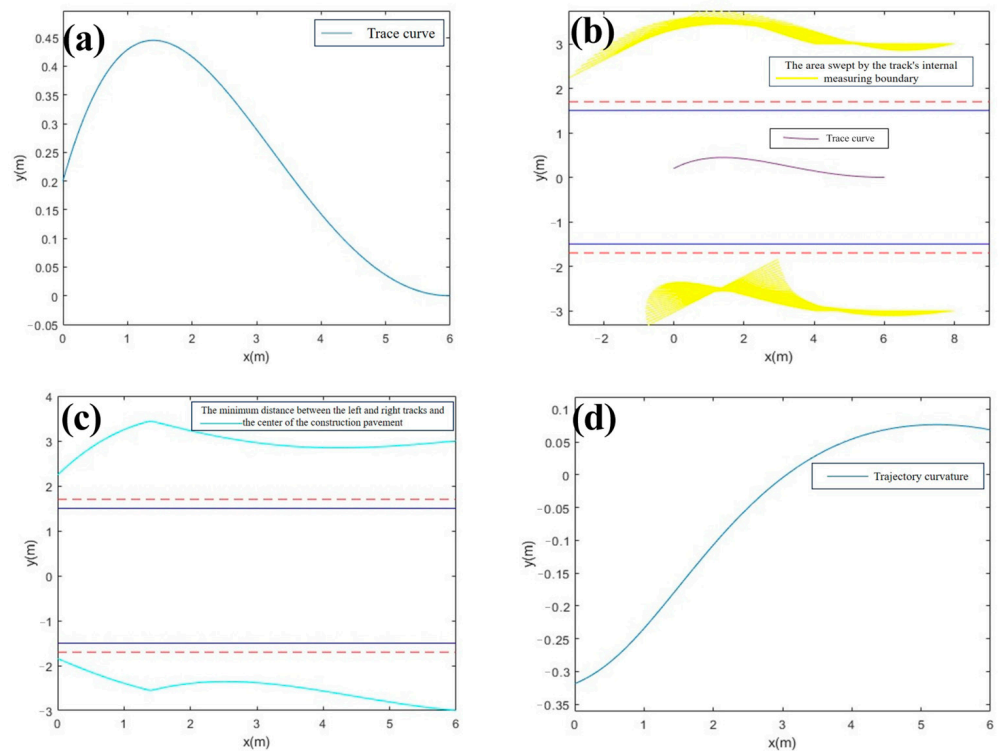 (a)
Trace curve
0.45
0.4
0.35
0.3
0.25
0.2
0.15
0.1
0.05
0
−0.05
y(m)
0 1 2 3 4 5 6
x(m)
(b)
The area swept by the track's internal
measuring boundary
Trace curve
3
2
1
0
−1
−2
−3
y(m)
−2 0 2 4 6 8
x(m)
(c)
The minimum distance between the left and right tracks and
the center of the construction pavement
4
3
2
1
0
−1
−2
−3
y(m)
0 1 2 3 4 5 6
x(m)
(d)
Trajectory curvature
0.1
0.05
0
−0.05
−0.1
−0.15
−0.2
−0.25
−0.3
−0.35
y(m)
0 1 2 3 4 5 6
x(m)